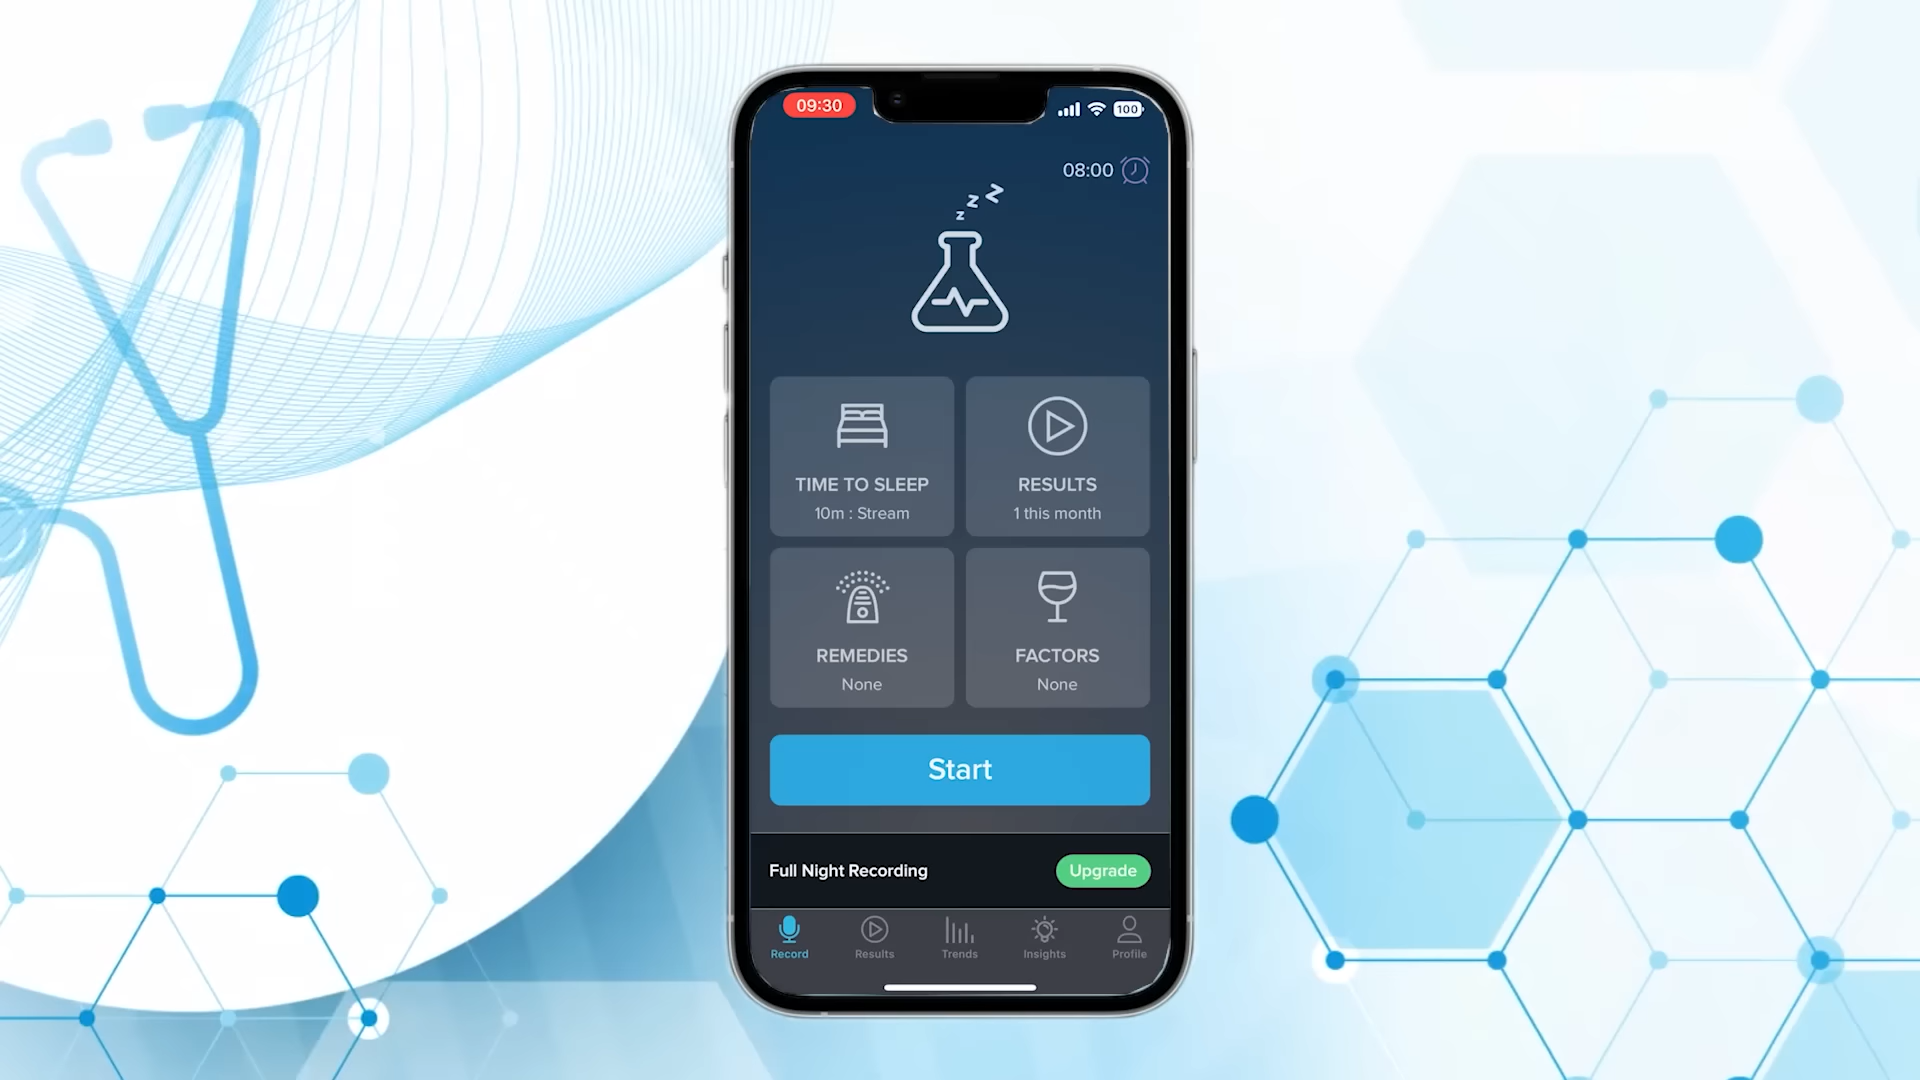 09:30
100
08:00
z z Z
TIME TO SLEEP
10m : Stream
RESULTS
1 this month
REMEDIES
None
FACTORS
None
Start
Full Night Recording
Upgrade
Record
Results
Trends
Insights
Profile